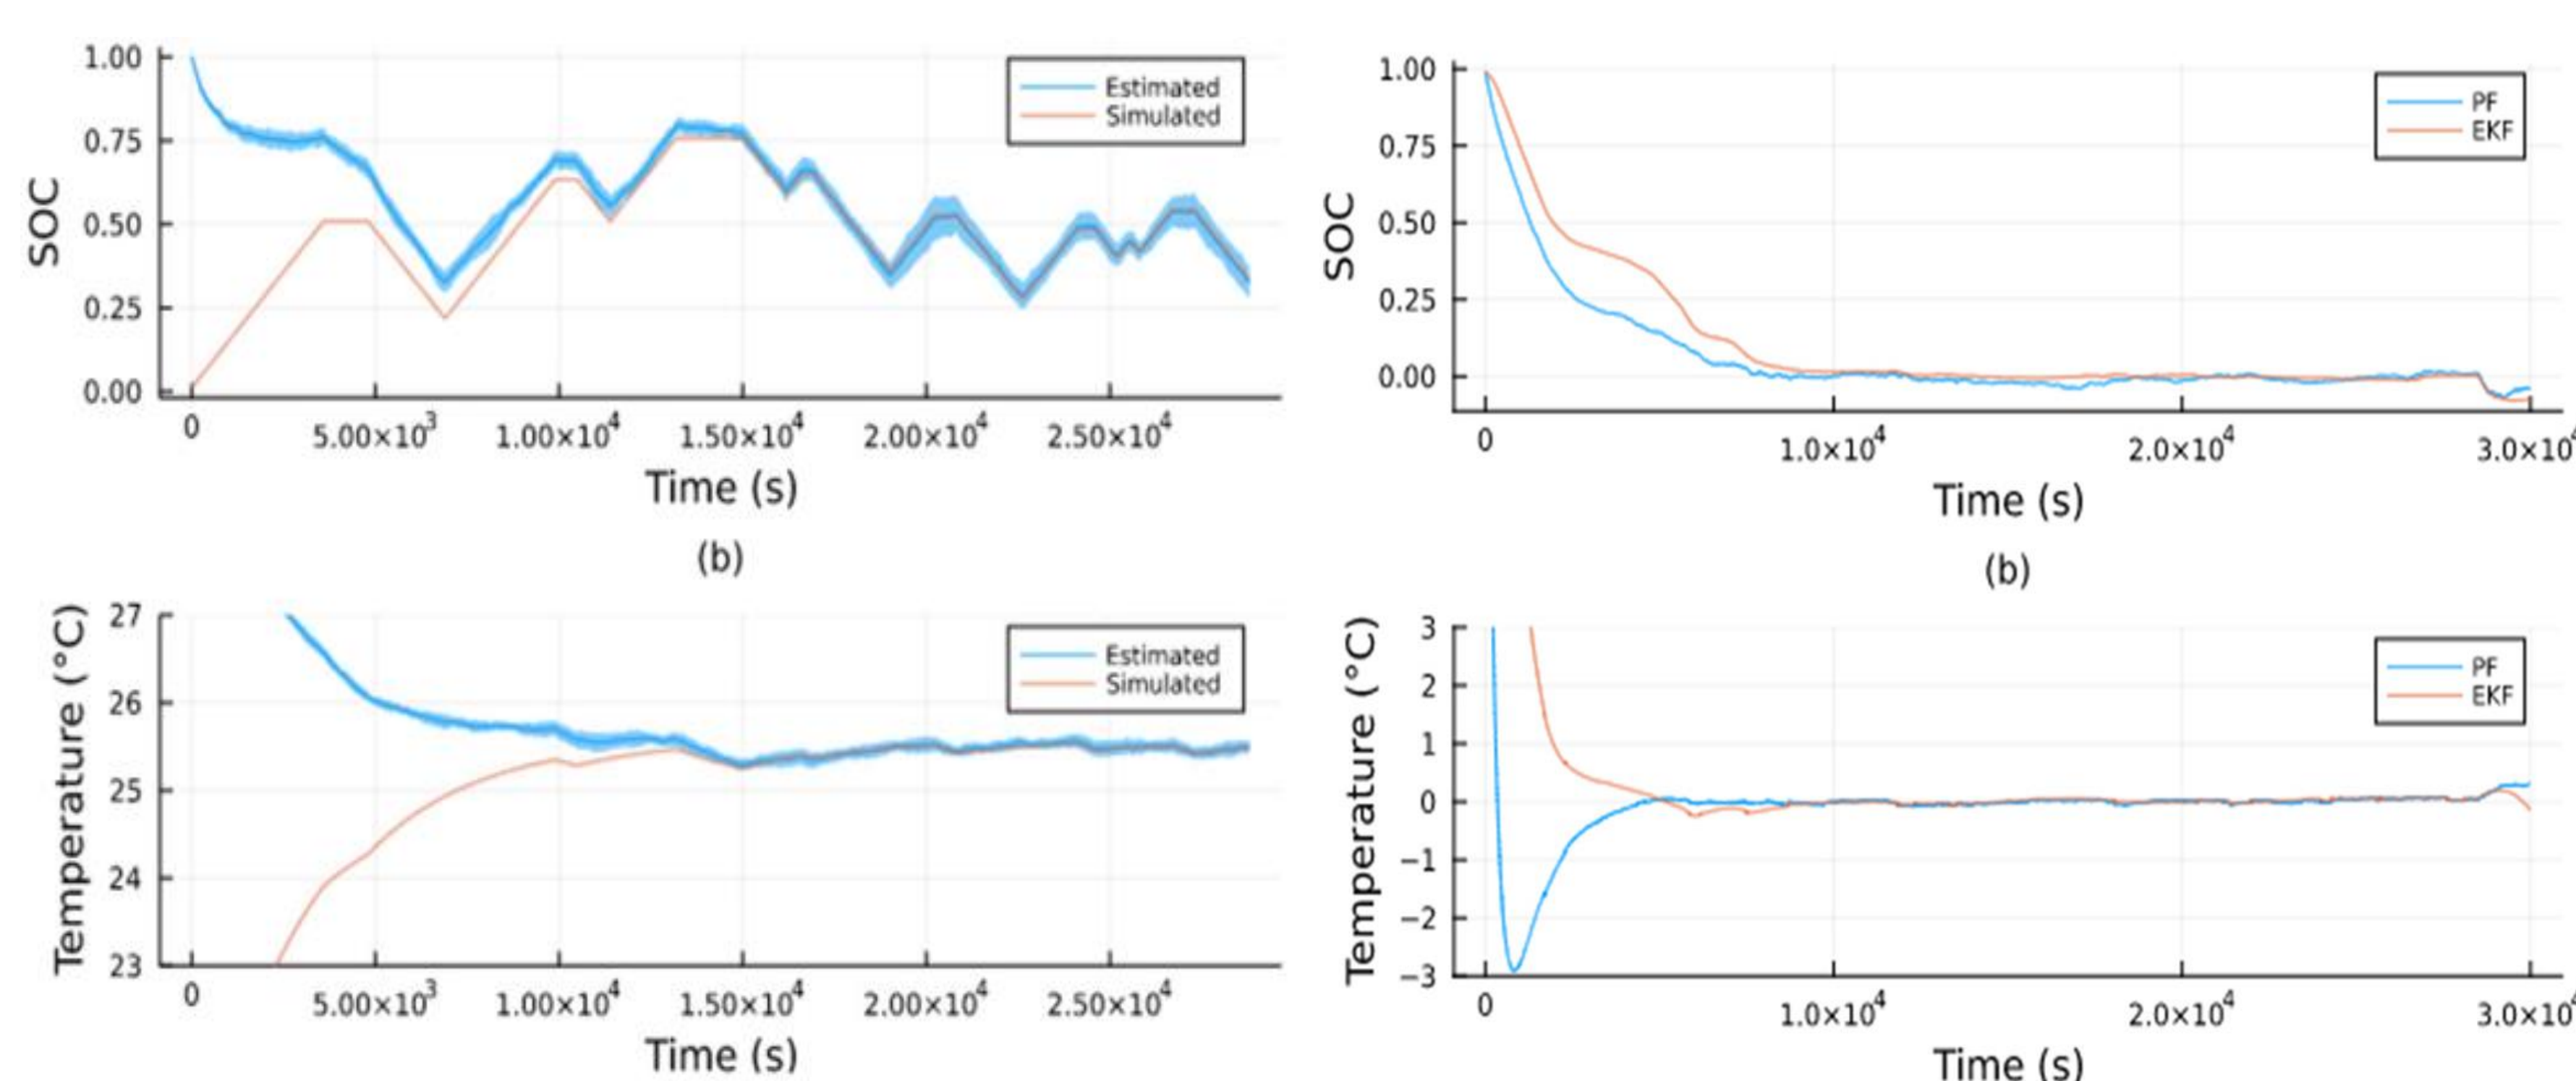 1.00
0.75
0.50
0.25
0.00
SOC
Estimated
Simulated
0 5.00×10³ 1.00×10⁴ 1.50×10⁴ 2.00×10⁴ 2.50×10⁴
Time (s)
(b)
1.00
0.75
0.50
0.25
0.00
SOC
PF
EKF
0 1.0×10⁴ 2.0×10⁴ 3.0×10⁴
Time (s)
(b)
27
26
25
24
23
Temperature (°C)
Estimated
Simulated
0 5.00×10³ 1.00×10⁴ 1.50×10⁴ 2.00×10⁴ 2.50×10⁴
Time (s)
3
2
1
0
−1
−2
−3
Temperature (°C)
PF
EKF
0 1.0×10⁴ 2.0×10⁴ 3.0×10⁴
Time (s)